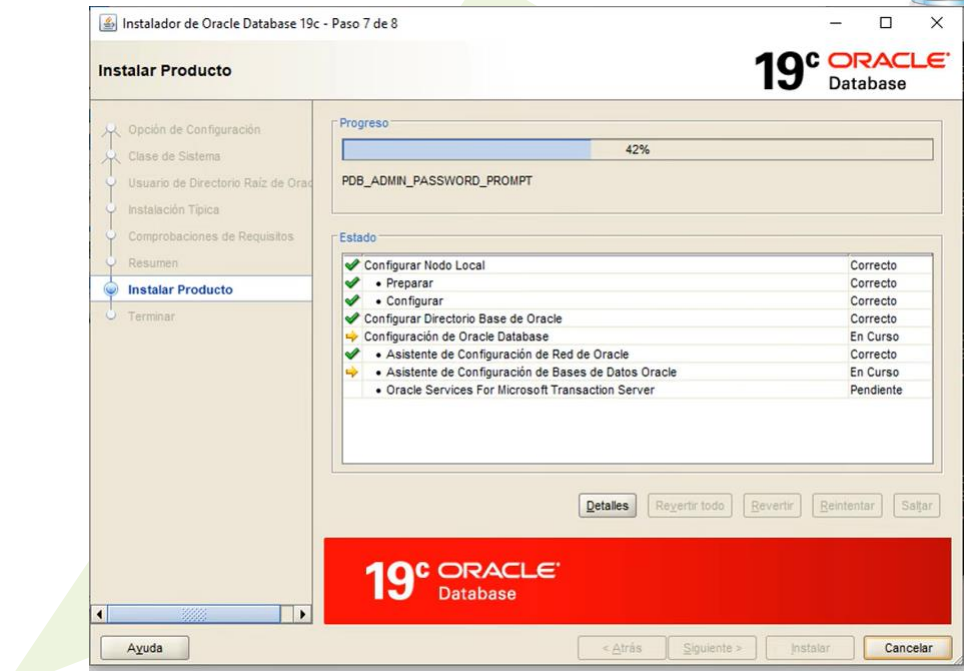 Instalador de Oracle Database 19c - Paso 7 de 8
Instalar Producto
19c ORACLE
Database
Opción de Configuración
Clase de Sistema
Usuario de Directorio Raíz de Orac
Instalación Típica
Comprobaciones de Requisitos
Resumen
Instalar Producto
Terminar
Progreso
42%
PDB_ADMIN_PASSWORD_PROMPT
Estado
Configurar Nodo Local Correcto
• Preparar Correcto
• Configurar Correcto
Configurar Directorio Base de Oracle Correcto
Configuración de Oracle Database En Curso
• Asistente de Configuración de Red de Oracle Correcto
• Asistente de Configuración de Bases de Datos Oracle En Curso
• Oracle Services For Microsoft Transaction Server Pendiente
Detalles Revertir todo Revertir Reintentar Saltar
19c ORACLE
Database
Ayuda < Atrás Siguiente > Instalar Cancelar